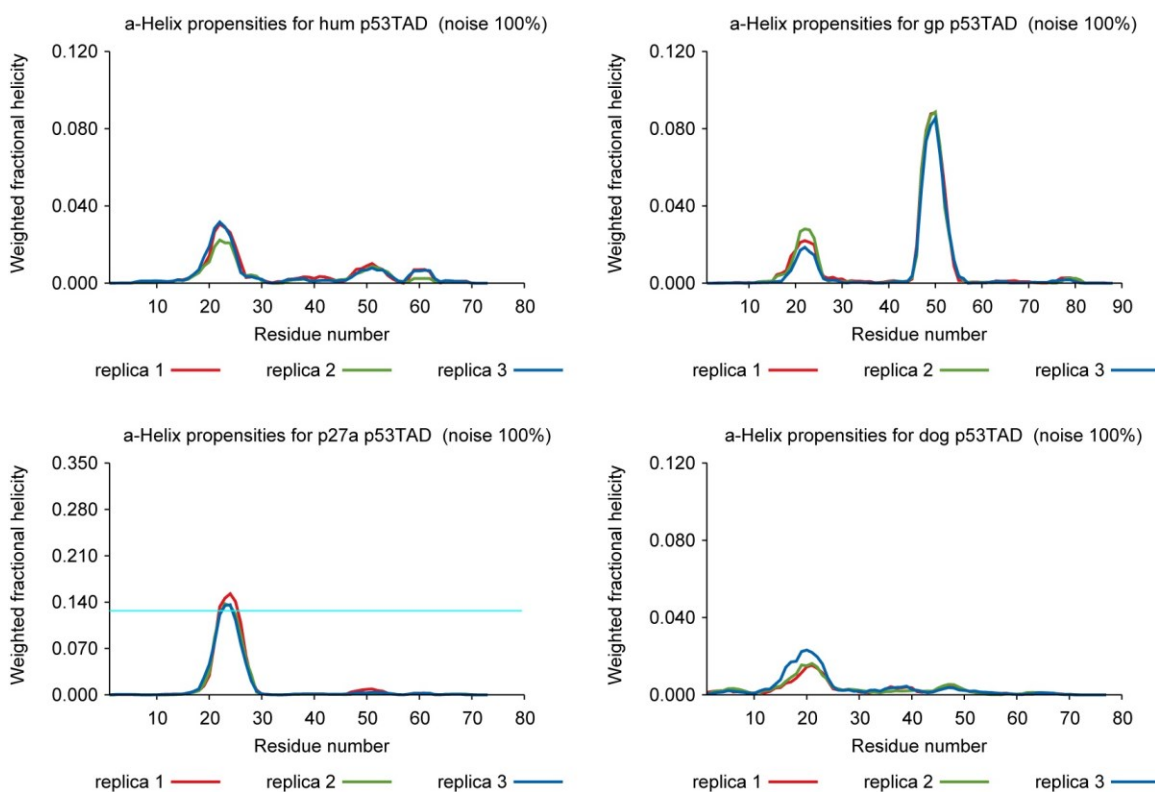 a-Helix propensities for hum p53TAD (noise 100%)
Weighted fractional helicity
0.120
0.080
0.040
0.000
10 20 30 40 50 60 70 80
Residue number
replica 1 replica 2 replica 3
a-Helix propensities for gp p53TAD (noise 100%)
Weighted fractional helicity
0.120
0.080
0.040
0.000
10 20 30 40 50 60 70 80 90
Residue number
replica 1 replica 2 replica 3
a-Helix propensities for p27a p53TAD (noise 100%)
Weighted fractional helicity
0.350
0.280
0.210
0.140
0.070
0.000
10 20 30 40 50 60 70 80
Residue number
replica 1 replica 2 replica 3
a-Helix propensities for dog p53TAD (noise 100%)
Weighted fractional helicity
0.120
0.080
0.040
0.000
10 20 30 40 50 60 70 80
Residue number
replica 1 replica 2 replica 3